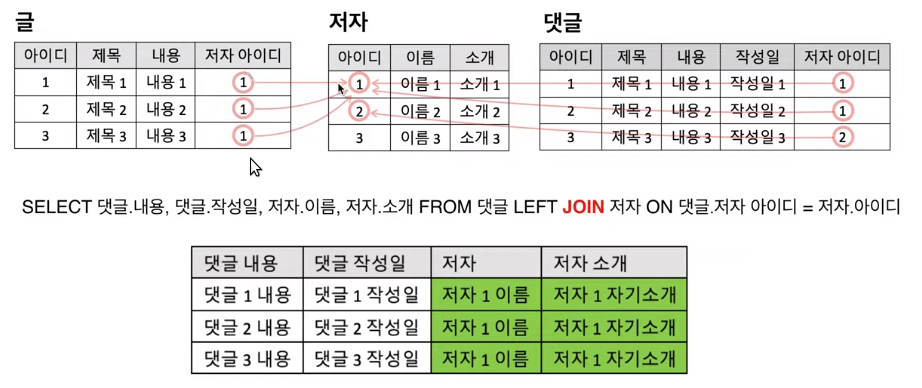 글 저자 댓글
아이디 제목 내용 저자 아이디 아이디 이름 소개 아이디 제목 내용 작성일 저자 아이디
1 제목 1 내용 1 1 1 이름 1 소개 1 1 제목 1 내용 1 작성일 1 1
2 제목 2 내용 2 1 2 이름 2 소개 2 2 제목 2 내용 2 작성일 2 1
3 제목 3 내용 3 1 3 이름 3 소개 3 3 제목 3 내용 3 작성일 3 2
SELECT 댓글.내용, 댓글.작성일, 저자.이름, 저자.소개 FROM 댓글 LEFT JOIN 저자 ON 댓글.저자 아이디 = 저자.아이디
댓글 내용 댓글 작성일 저자 저자 소개
댓글 1 내용 댓글 1 작성일 저자 1 이름 저자 1 자기소개
댓글 2 내용 댓글 2 작성일 저자 1 이름 저자 1 자기소개
댓글 3 내용 댓글 3 작성일 저자 1 이름 저자 1 자기소개